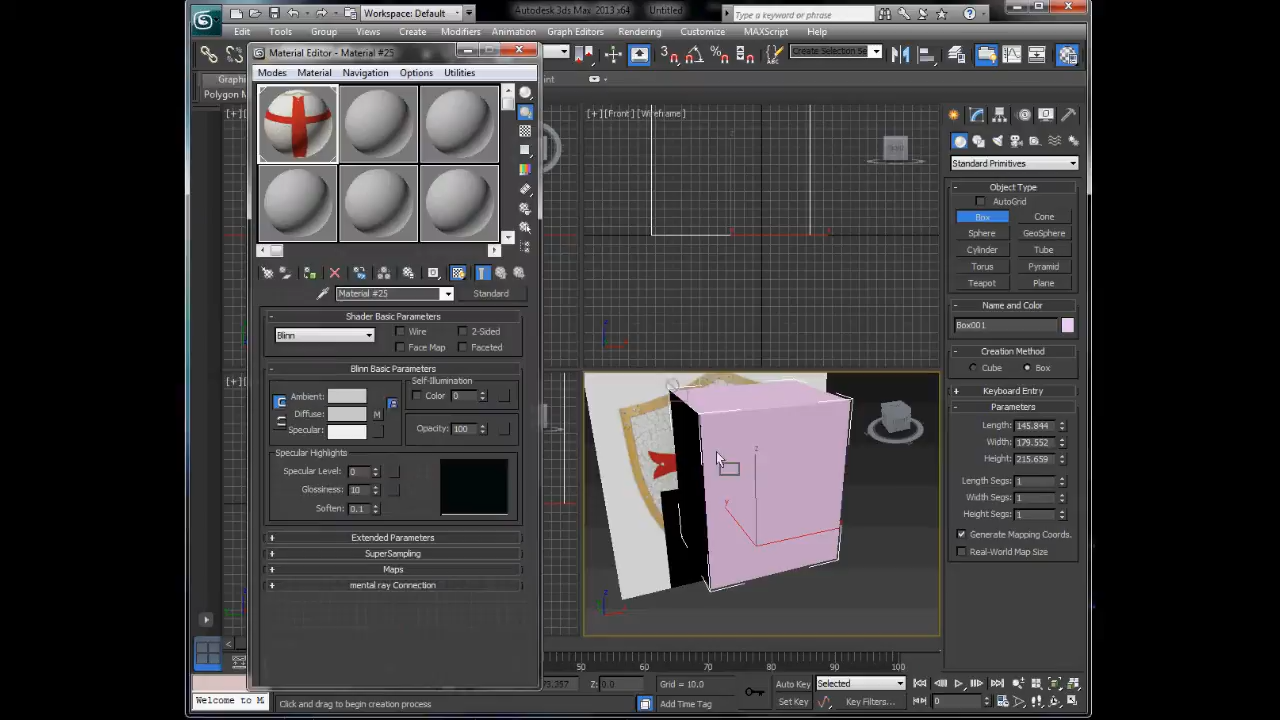 Workspace: Default
Autodesk 3ds Max 2013 x64
Untitled
Type a keyword or phrase
Edit
Tools
Group
Views
Create
Modifiers
Animation
Graph Editors
Rendering
Customize
MAXScript
Help
Create Selection Se
Material Editor - Material #25
Modes
Material
Navigation
Options
Utilities
Polygon M
[+] [Front] [Wireframe]
Material #25
Standard
Shader Basic Parameters
Blinn
Wire
2-Sided
Face Map
Faceted
Blinn Basic Parameters
Self-Illumination
Ambient:
Color 0
Diffuse:
M
Specular:
Opacity: 100
Specular Highlights
Specular Level: 0
Glossiness: 10
Soften: 0.1
Extended Parameters
SuperSampling
Maps
mental ray Connection
Standard Primitives
Object Type
AutoGrid
Box
Cone
Sphere
GeoSphere
Cylinder
Tube
Torus
Pyramid
Teapot
Plane
Name and Color
Box001
Creation Method
Cube
Box
Keyboard Entry
Parameters
Length: 145.844
Width: 179.552
Height: 215.659
Length Segs: 1
Width Segs: 1
Height Segs: 1
Generate Mapping Coords.
Real-World Map Size
50 60 70 80 90 100
Z: 0.0
Grid = 10.0
Auto Key
Selected
Welcome to M
Click and drag to begin creation process
Add Time Tag
Set Key
Key Filters...
0